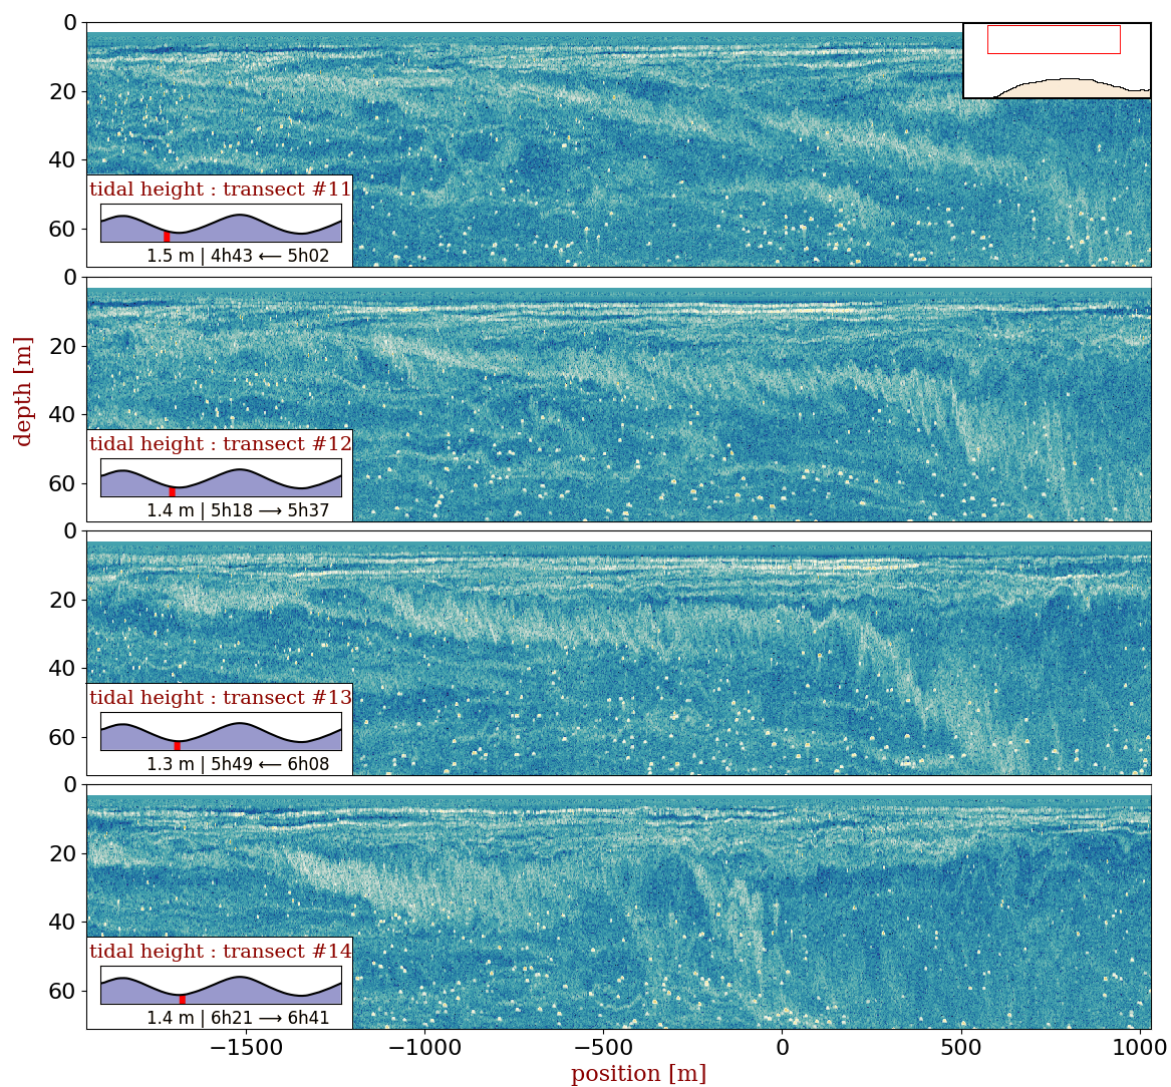 0
20
40
60
tidal height : transect #11
1.5 m | 4h43 ⟵ 5h02
0
20
40
60
tidal height : transect #12
1.4 m | 5h18 ⟶ 5h37
depth [m]
0
20
40
60
tidal height : transect #13
1.3 m | 5h49 ⟵ 6h08
0
20
40
60
tidal height : transect #14
1.4 m | 6h21 ⟶ 6h41
−1500 −1000 −500 0 500 1000
position [m]